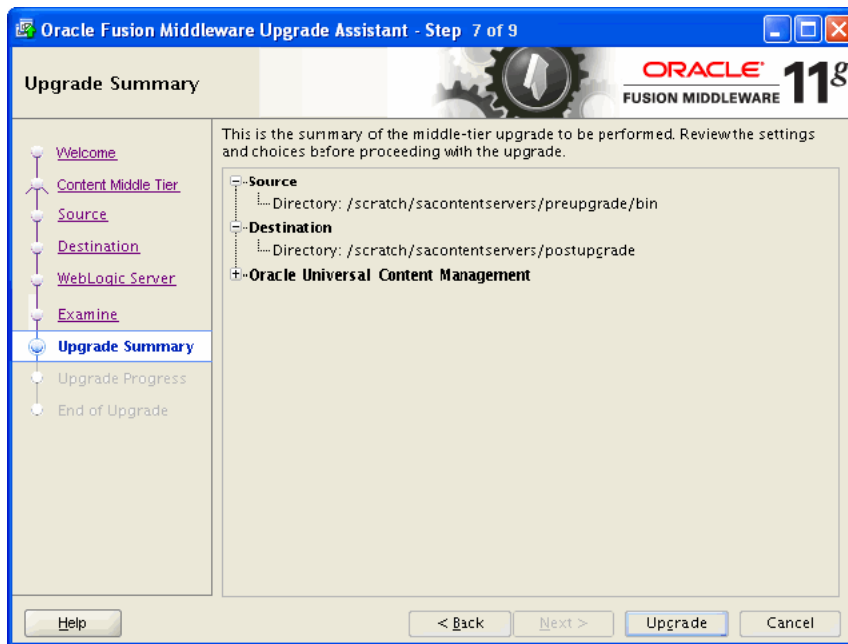 Oracle Fusion Middleware Upgrade Assistant - Step 7 of 9
Upgrade Summary
ORACLE
FUSION MIDDLEWARE 11g
Welcome
Content Middle Tier
Source
Destination
WebLogic Server
Examine
Upgrade Summary
Upgrade Progress
End of Upgrade
This is the summary of the middle-tier upgrade to be performed. Review the settings
and choices before proceeding with the upgrade.
Source
Directory: /scratch/sacontentservers/preupgrade/bin
Destination
Directory: /scratch/sacontentservers/postupgrade
Oracle Universal Content Management
Help
< Back
Next >
Upgrade
Cancel